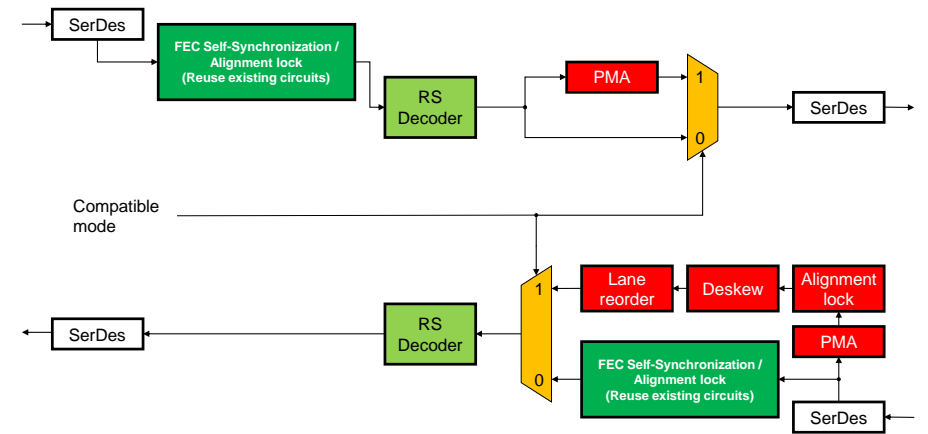 SerDes
FEC Self-Synchronization /
Alignment lock
(Reuse existing circuits)
RS
Decoder
PMA
1
0
SerDes
Compatible
mode
1
0
Lane
reorder
Deskew
Alignment
lock
PMA
SerDes
RS
Decoder
FEC Self-Synchronization /
Alignment lock
(Reuse existing circuits)
SerDes